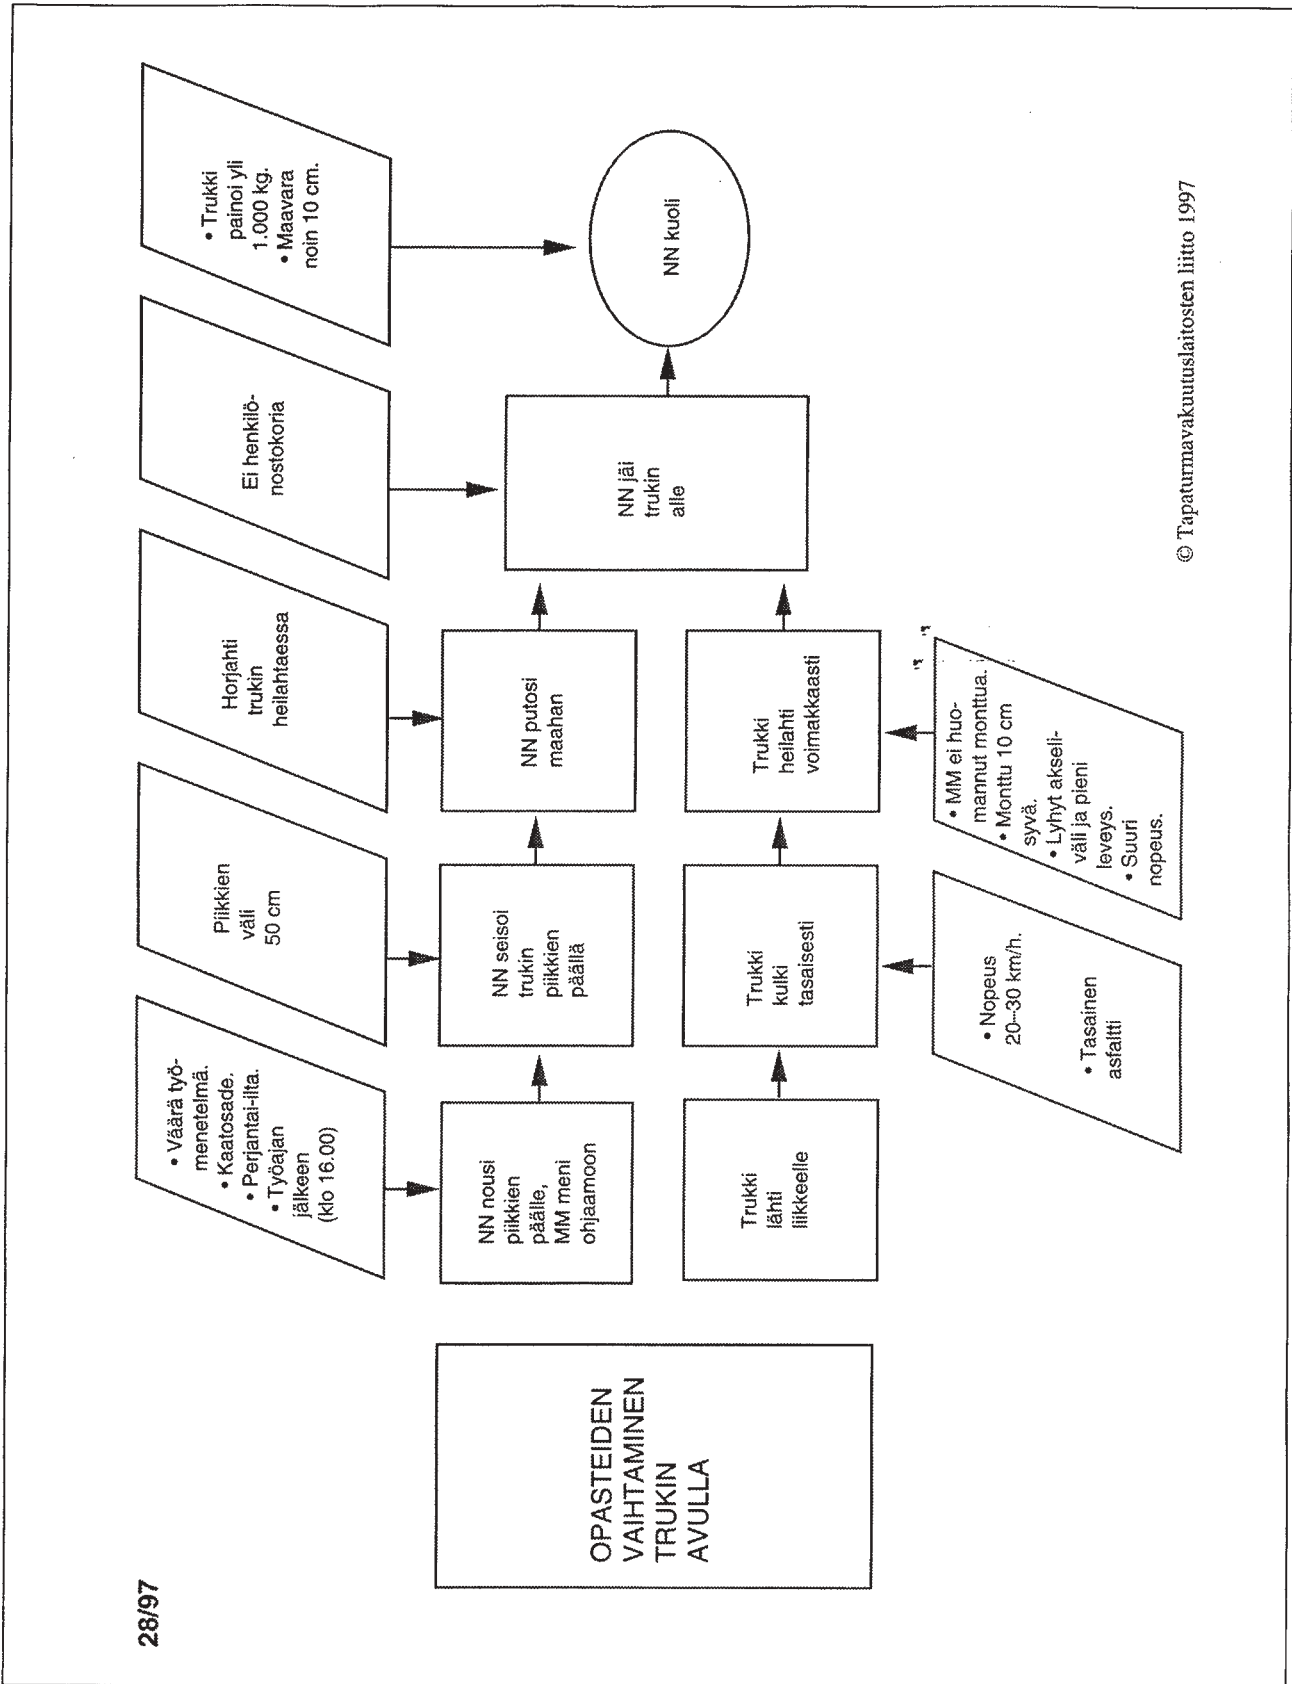 28/97
OPASTEIDEN
VAIHTAMINEN
TRUKIN
AVULLA
• Väärä työ-
menetelmä.
• Kaatosade.
• Perjantai-ilta.
• Työajan
jälkeen
(klo 16.00)
Piikkien
väli
50 cm
Horjahti
trukin
heilahtaessa
Ei henkilö-
nostokoria
• Trukki
painoi yli
1.000 kg.
• Maavara
noin 10 cm.
NN nousi
piikkien
päälle,
MM meni
ohjaamoon
NN seisoi
trukin
piikkien
päällä
NN putosi
maahan
NN jäi
trukin
alle
NN kuoli
Trukki
lähti
liikkeelle
Trukki
kulki
tasaisesti
Trukki
heilahti
voimakkaasti
• Nopeus
20–30 km/h.
• Tasainen
asfaltti
• MM ei huo-
mannut monttua.
• Monttu 10 cm
syvä.
• Lyhyt akseli-
väli ja pieni
leveys.
• Suuri
nopeus.
© Tapaturmavakuutuslaitosten liitto 1997